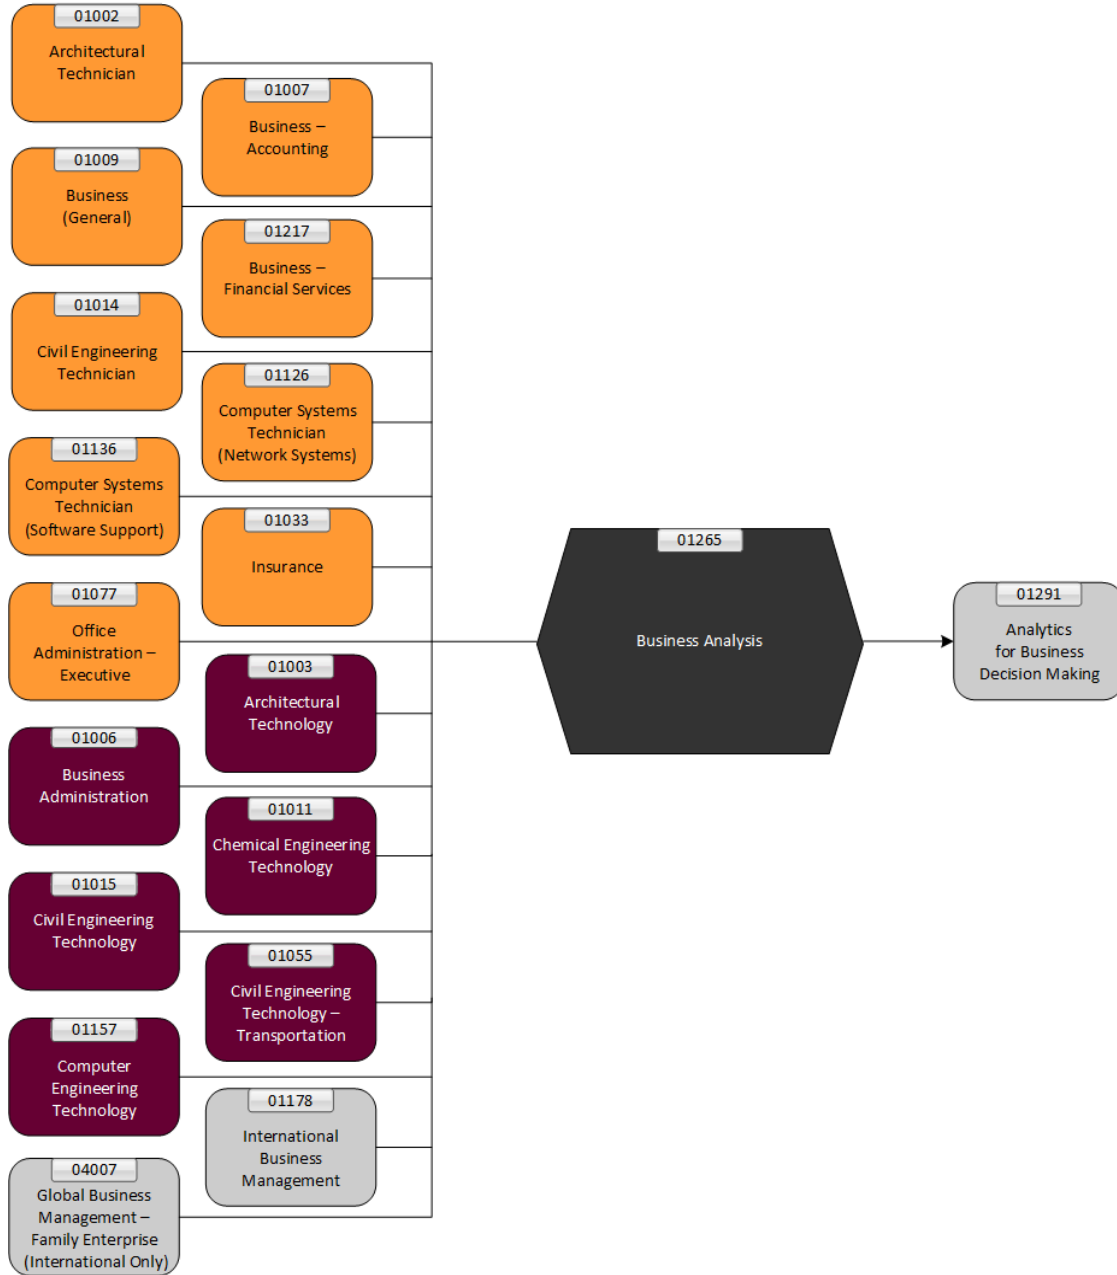 01002
Architectural
Technician
01007
Business –
Accounting
01009
Business
(General)
01217
Business –
Financial Services
01014
Civil Engineering
Technician
01126
Computer Systems
Technician
(Network Systems)
01136
Computer Systems
Technician
(Software Support)
01033
Insurance
01077
Office
Administration –
Executive
01003
Architectural
Technology
01006
Business
Administration
01011
Chemical Engineering
Technology
01015
Civil Engineering
Technology
01055
Civil Engineering
Technology –
Transportation
01157
Computer
Engineering
Technology
01178
International
Business
Management
04007
Global Business
Management –
Family Enterprise
(International Only)
01265
Business Analysis
01291
Analytics
for Business
Decision Making